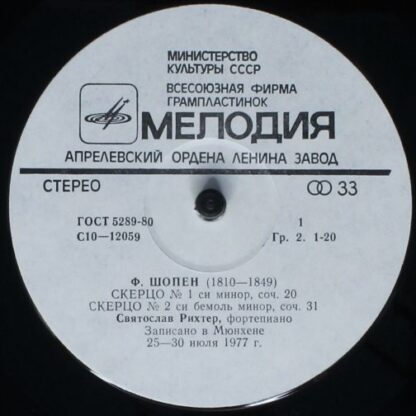 МИНИСТЕРСТВО
КУЛЬТУРЫ СССР
ВСЕСОЮЗНАЯ ФИРМА
ГРАМПЛАСТИНОК
МЕЛОДИЯ
АПРЕЛЕВСКИЙ ОРДЕНА ЛЕНИНА ЗАВОД
СТЕРЕО 33
ГОСТ 5289-80 1
С10—12059 Гр. 2. 1-20
Ф. ШОПЕН (1810—1849)
СКЕРЦО № 1 си минор, соч. 20
СКЕРЦО № 2 си бемоль минор, соч. 31
Святослав Рихтер, фортепиано
Записано в Мюнхене
25—30 июля 1977 г.